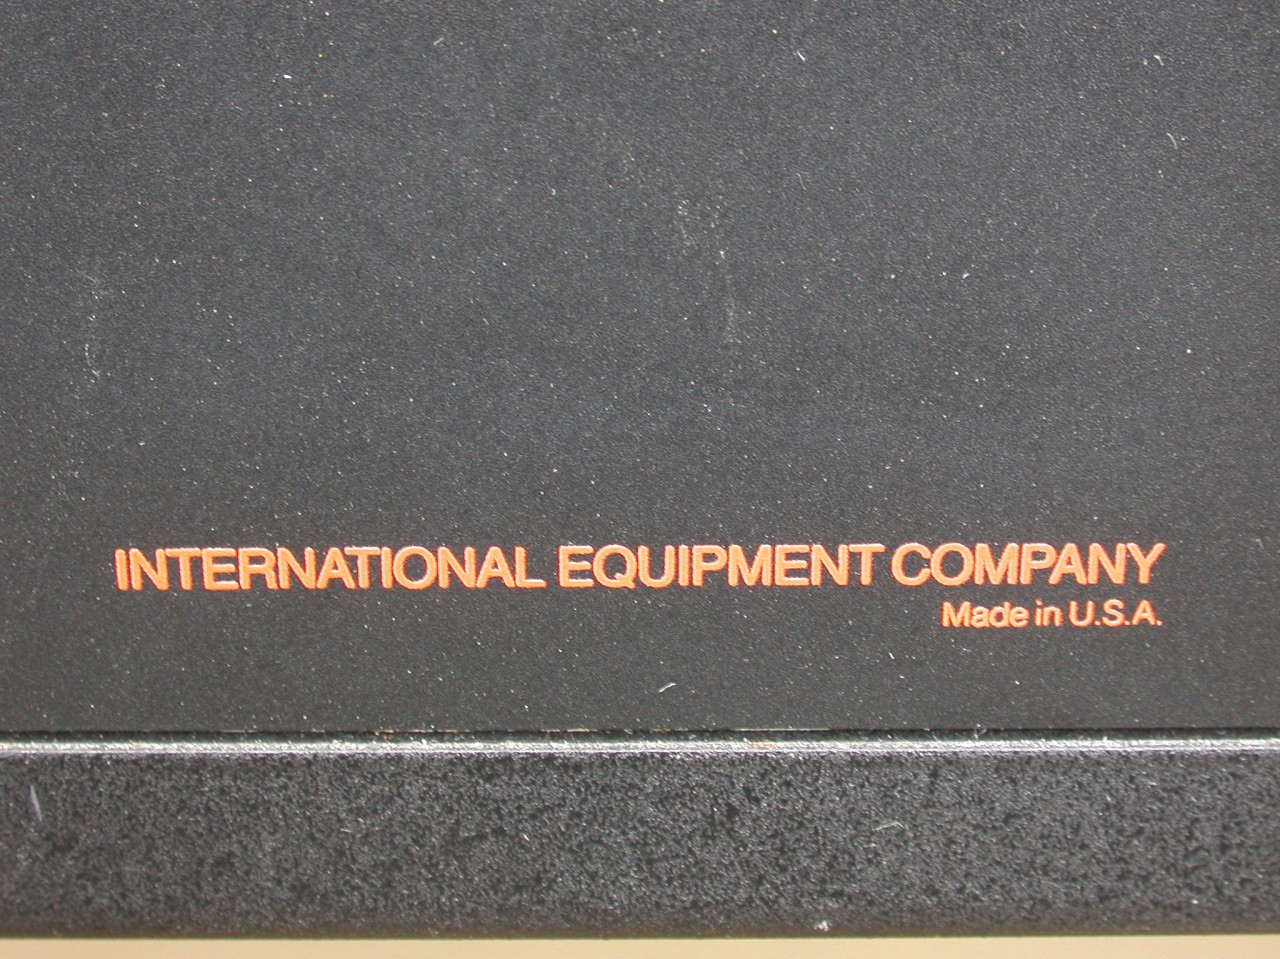 INTERNATIONAL EQUIPMENT COMPANY
Made in U.S.A.